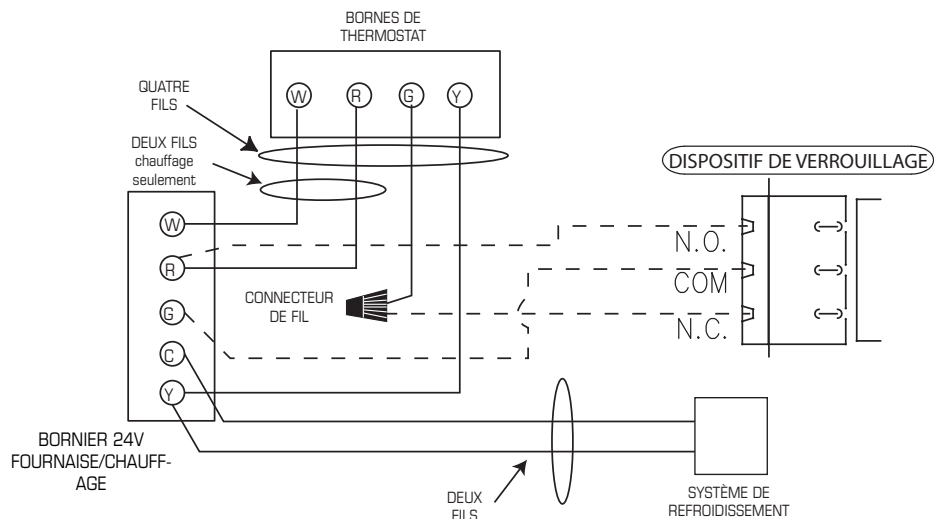 BORNES DE
THERMOSTAT
QUATRE
FILS
W
R
G
Y
DEUX FILS
chauffage
seulement
DISPOSITIF DE VERROUILLAGE
W
R
G
C
Y
CONNECTEUR
DE FIL
N.O.
COM
N.C.
BORNIER 24V
FOURNAISE/CHAUFF-
AGE
DEUX
FILS
SYSTÈME DE
REFROIDISSEMENT